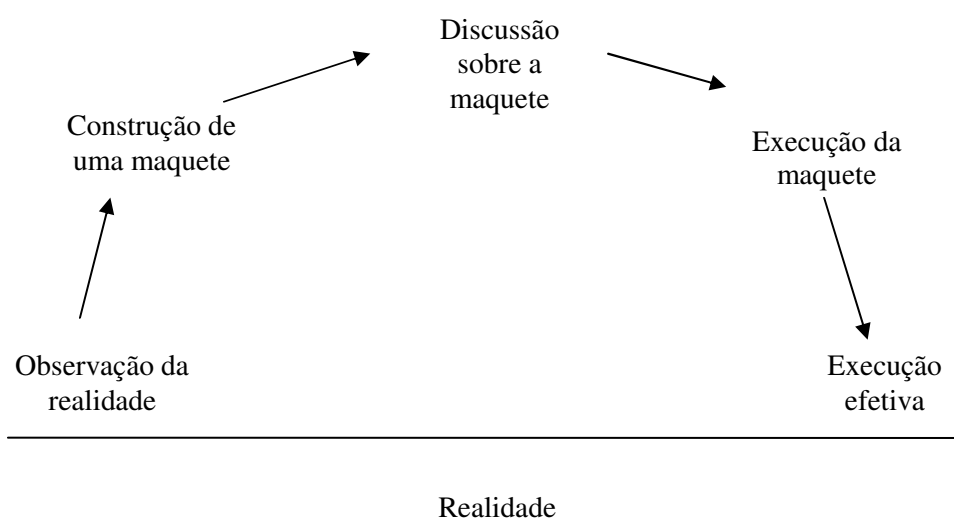 Discussão
sobre a
maquete
Construção de
uma maquete
Execução da
maquete
Observação da
realidade
Execução
efetiva
Realidade